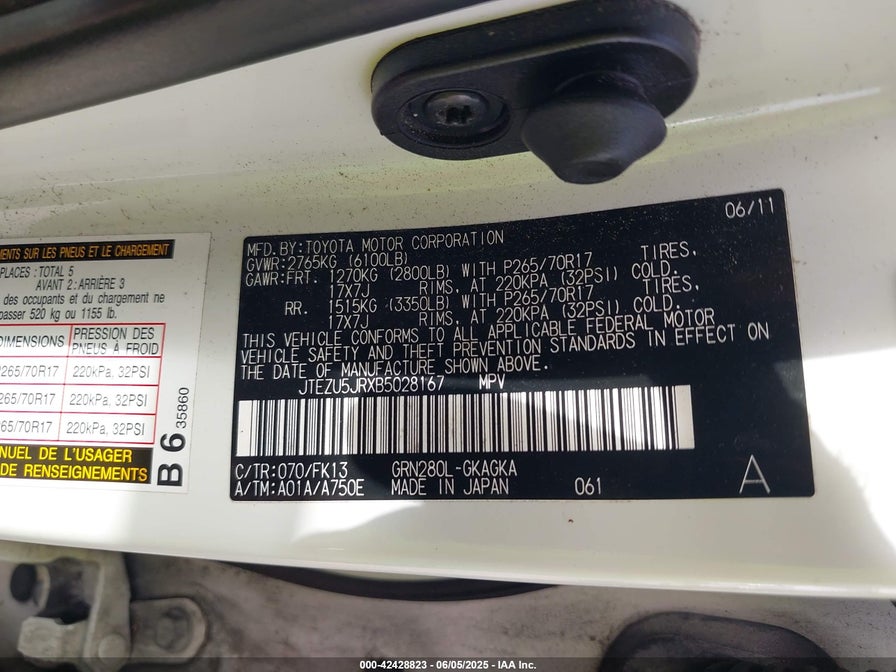 MENTS SUR LES PNEUS ET LE CHARGEMENT
PLACES : TOTAL 5
AVANT 2 : ARRIÈRE 3
des occupants et du chargement ne
passer 520 kg ou 1155 lb.
DIMENSIONS PRESSION DES PNEUS À FROID
265/70R17 220kPa, 32PSI
265/70R17 220kPa, 32PSI
265/70R17 220kPa, 32PSI
NUEL DE L'USAGER
DE RENSEIGNEMENTS
B6 35860
06/11
MFD. BY: TOYOTA MOTOR CORPORATION
GVWR: 2765KG (6100LB)
GAWR: FRT. 1270KG (2800LB) WITH P265/70R17 TIRES,
17X7J RIMS, AT 220KPA (32PSI) COLD.
RR. 1515KG (3350LB) WITH P265/70R17 TIRES,
17X7J RIMS, AT 220KPA (32PSI) COLD.
THIS VEHICLE CONFORMS TO ALL APPLICABLE FEDERAL MOTOR
VEHICLE SAFETY AND THEFT PREVENTION STANDARDS IN EFFECT ON
THE DATE OF MANUFACTURE SHOWN ABOVE.
JTEZU5JRXB5028167 MPV
C/TR: 070/FK13 GRN280L-GKAGKA
A/TM: A01A/A750E MADE IN JAPAN 061 A
000-42428823 / 06/05/2025 - IAA Inc.